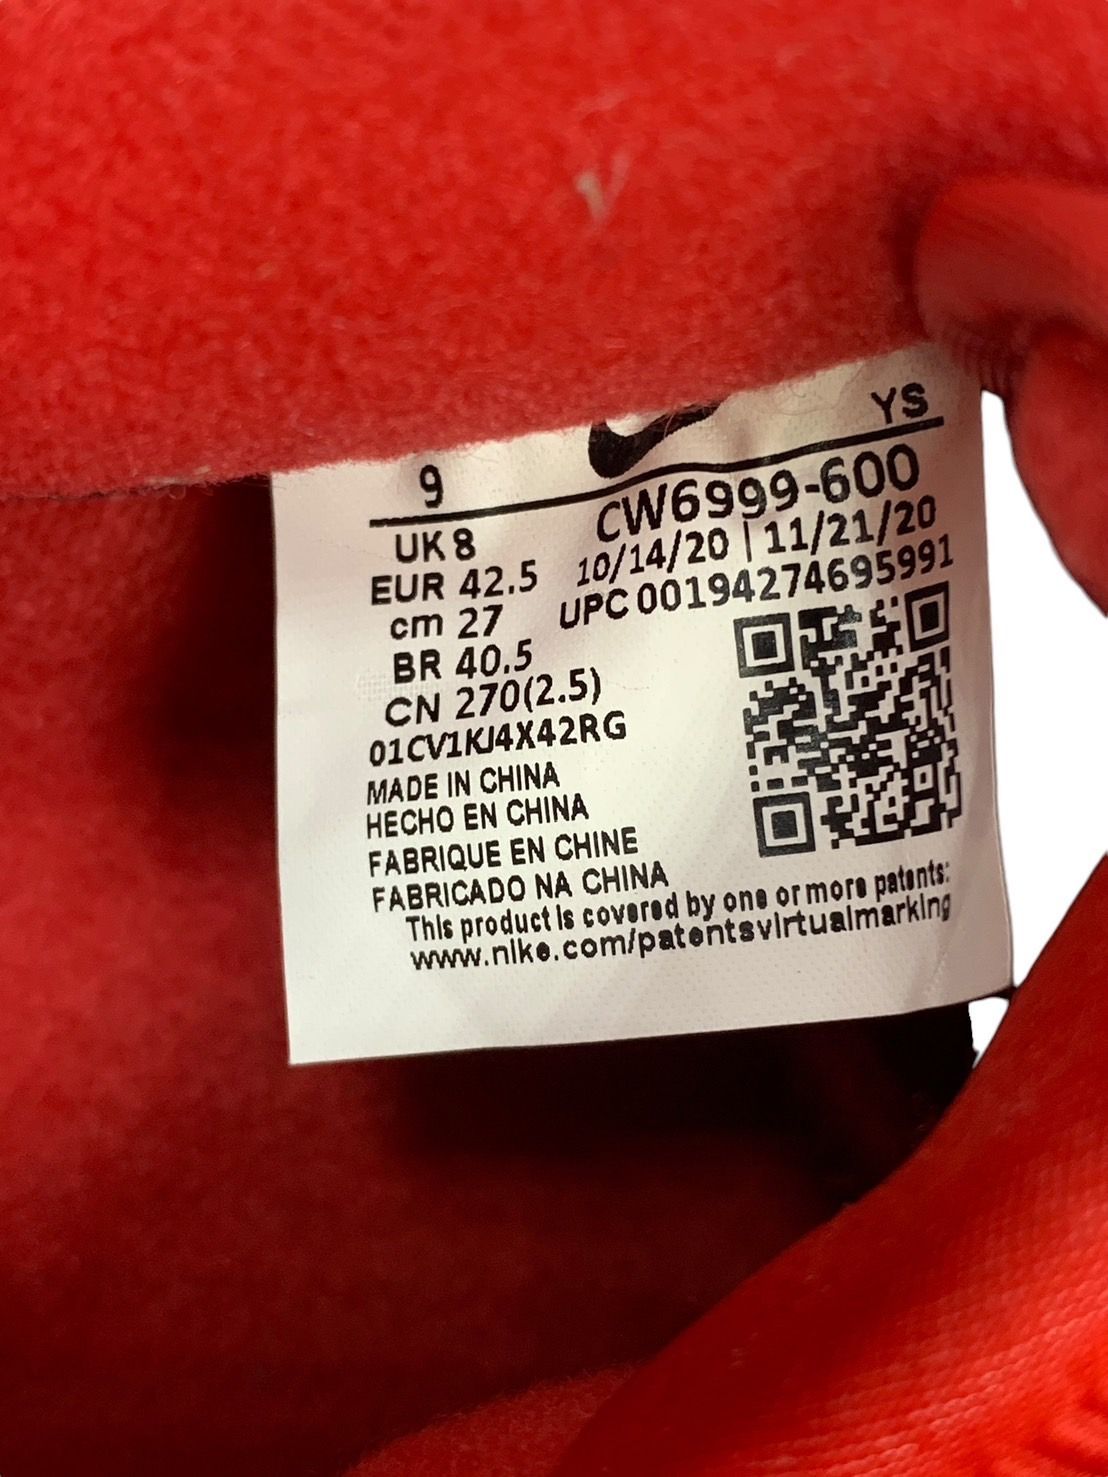 YS
9
CW6999-600
UK 8
10/14/20 | 11/21/20
EUR 42.5
UPC 00194274695991
cm 27
BR 40.5
CN 270(2.5)
01CV1KJ4X42RG
MADE IN CHINA
HECHO EN CHINA
FABRIQUE EN CHINE
FABRICADO NA CHINA
This product is covered by one or more patents:
www.nike.com/patentsvirtualmarking